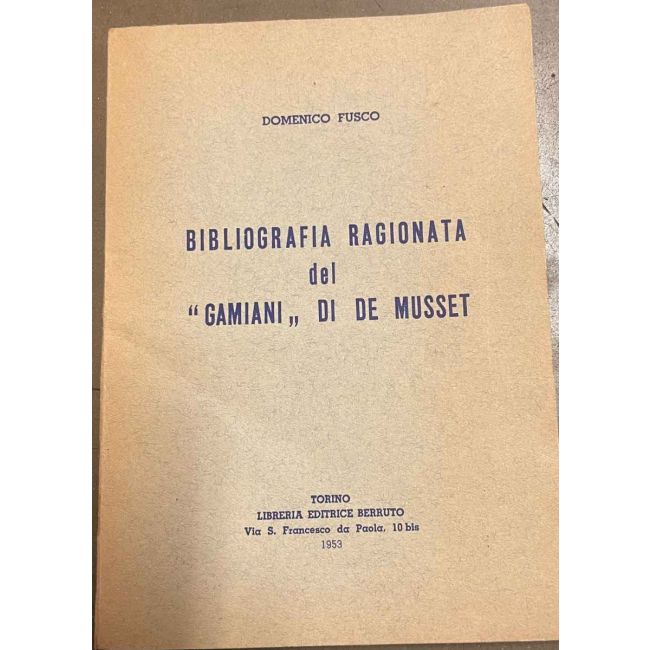 DOMENICO FUSCO
BIBLIOGRAFIA RAGIONATA
del
“GAMIANI„ DI DE MUSSET
TORINO
LIBRERIA EDITRICE BERRUTO
Via S. Francesco da Paola, 10 bis
1953